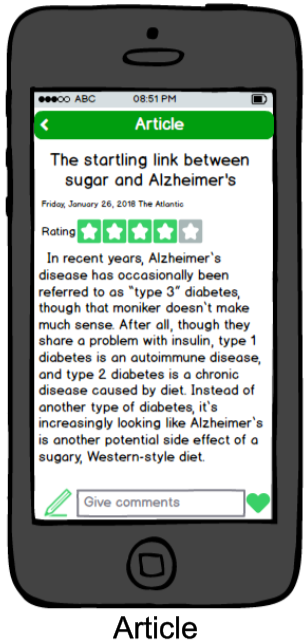 ABC 08:51 PM
Article
The startling link between
sugar and Alzheimer's
Friday, January 26, 2018 The Atlantic
Rating
In recent years, Alzheimer`s
disease has occasionally been
referred to as “type 3” diabetes,
though that moniker doesn`t make
much sense. After all, though they
share a problem with insulin, type 1
diabetes is an autoimmune disease,
and type 2 diabetes is a chronic
disease caused by diet. Instead of
another type of diabetes, it`s
increasingly looking like Alzheimer`s
is another potential side effect of a
sugary, Western-style diet.
Give comments
Article